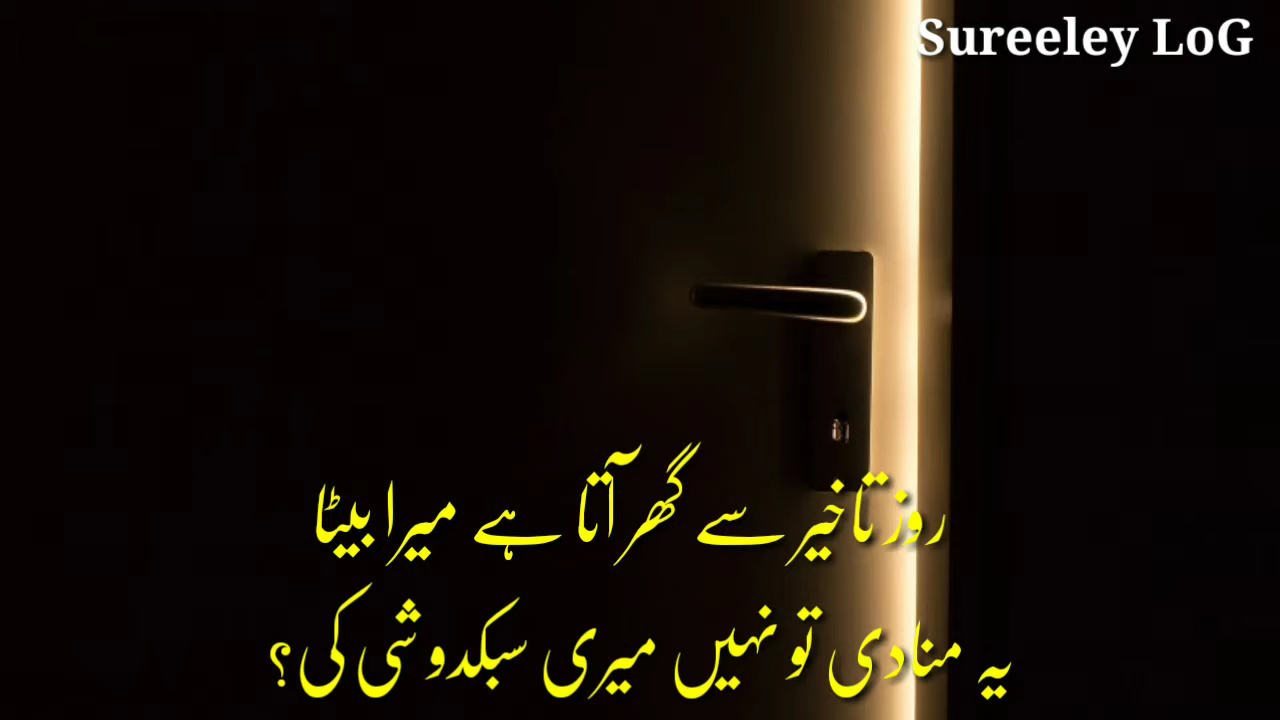 Sureeley LoG
روز تاخیر سے گھر آتا ہے میرا بیٹا
یہ منادی تو نہیں میری سبکدوشی کی؟